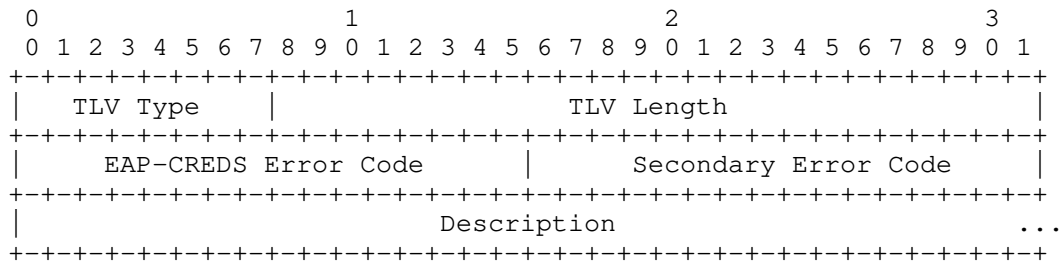 0                   1                   2                   3
 0 1 2 3 4 5 6 7 8 9 0 1 2 3 4 5 6 7 8 9 0 1 2 3 4 5 6 7 8 9 0 1
+-+-+-+-+-+-+-+-+-+-+-+-+-+-+-+-+-+-+-+-+-+-+-+-+-+-+-+-+-+-+-+-+
|   TLV Type    |                  TLV Length                   |
+-+-+-+-+-+-+-+-+-+-+-+-+-+-+-+-+-+-+-+-+-+-+-+-+-+-+-+-+-+-+-+-+
|     EAP-CREDS Error Code      |      Secondary Error Code     |
+-+-+-+-+-+-+-+-+-+-+-+-+-+-+-+-+-+-+-+-+-+-+-+-+-+-+-+-+-+-+-+-+
|                          Description                         ...
+-+-+-+-+-+-+-+-+-+-+-+-+-+-+-+-+-+-+-+-+-+-+-+-+-+-+-+-+-+-+-+-+